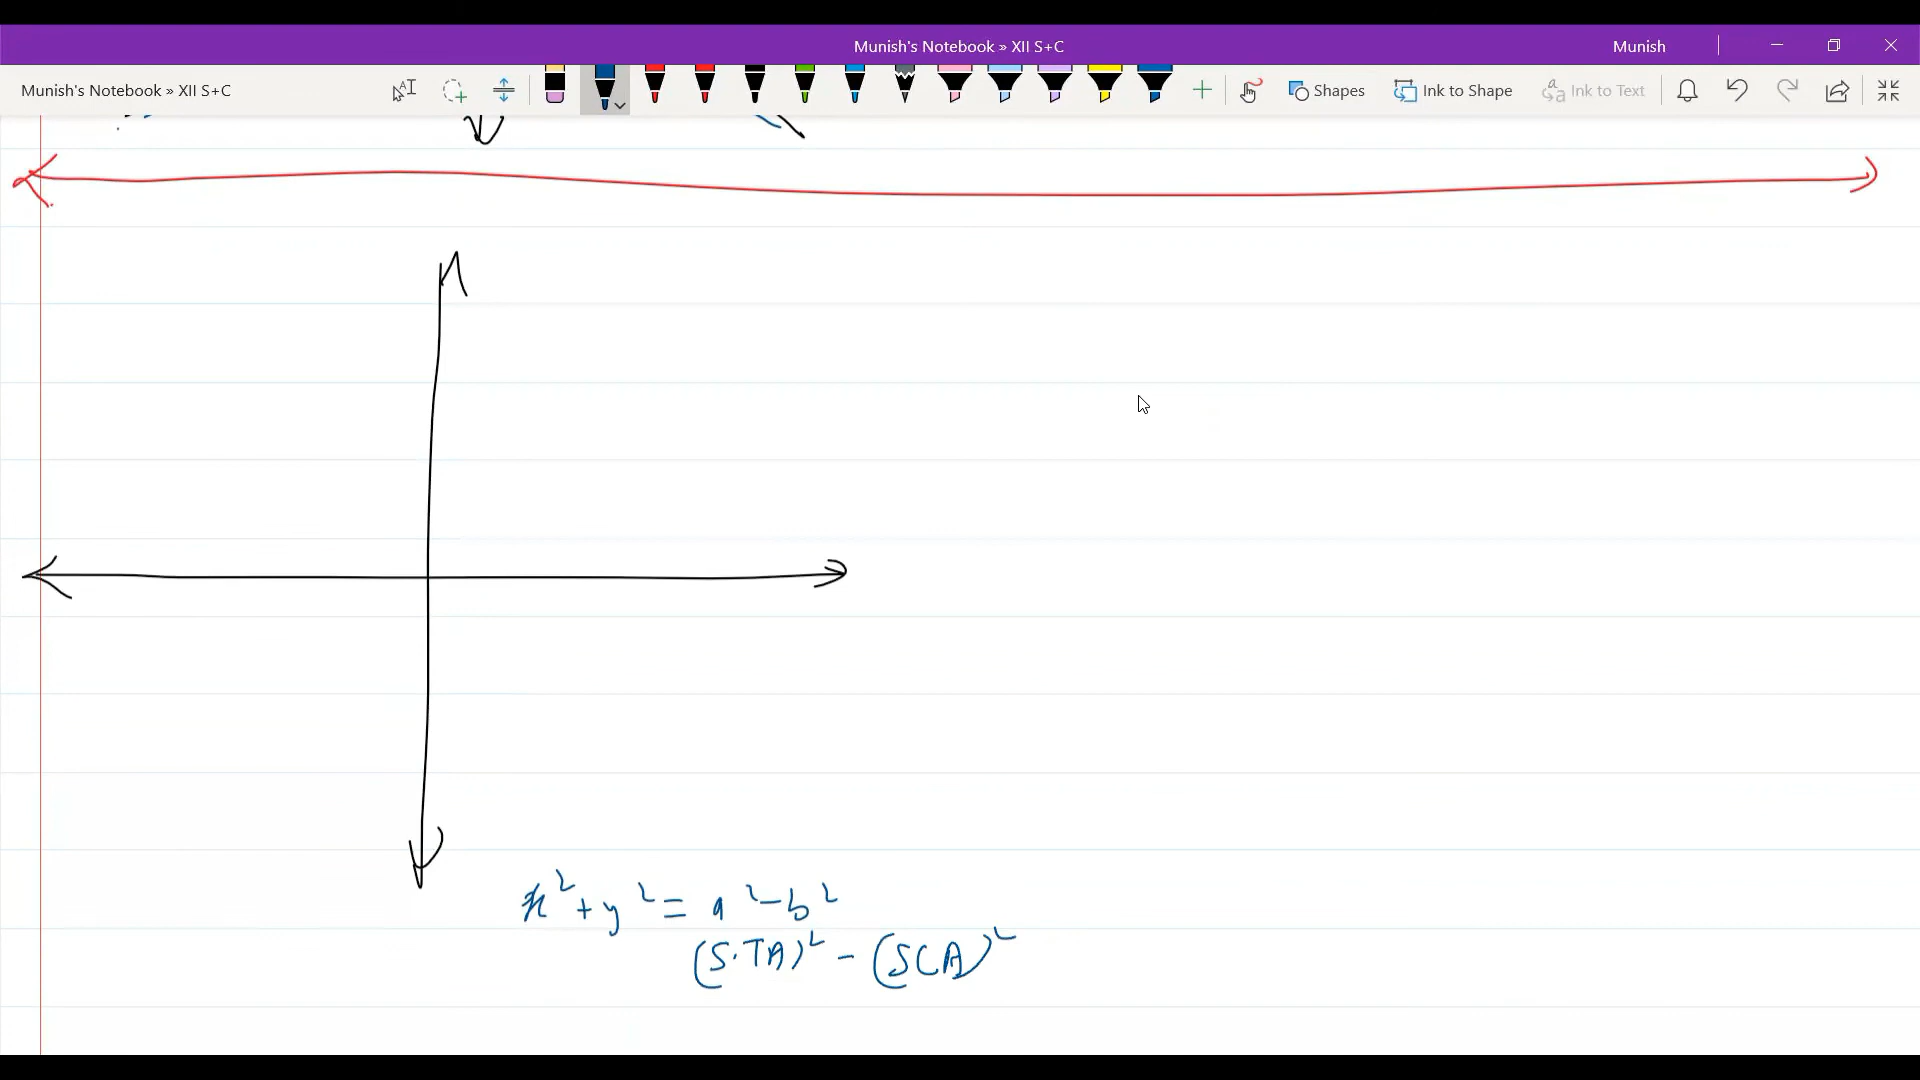 Munish's Notebook » XII S+C
Munish
Munish's Notebook » XII S+C
Shapes
Ink to Shape
Ink to Text
x² + y² = a² - b²
(S.TA)² - (SCA)²